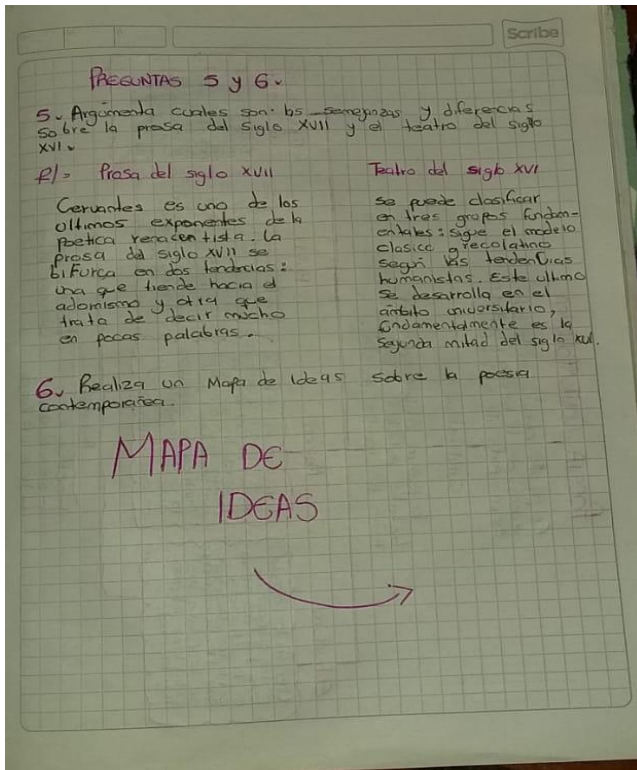 Scribe
PREGUNTAS 5 y 6.
5. Argumenta cuales son las semejanzas y diferencias
sobre la prosa del siglo XVII y el teatro del siglo
XVI.
R/= Prosa del siglo XVII
Cervantes es uno de los
ultimos exponentes de la
poetica renacentista. La
prosa del siglo XVII se
bifurca en dos tendencias:
una que tiende hacia el
adornismo y otra que
trata de decir mucho
en pocas palabras.
Teatro del siglo XVI
se puede clasificar
en tres grupos fundam-
entales: sigue el modelo
clasico grecolatino
segun las tendencias
humanistas. Este ultimo
se desarrolla en el
ámbito universitario,
fundamentalmente es la
segunda mitad del siglo XVI.
6. Realiza un Mapa de Ideas sobre la poesia
contemporanea.
MAPA DE
IDEAS